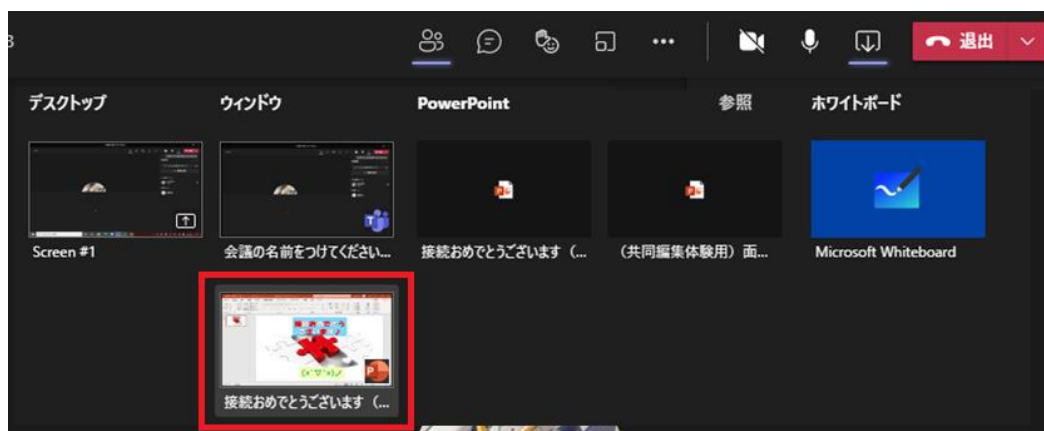 退出
デスクトップ
ウィンドウ
PowerPoint
参照
ホワイトボード
Screen #1
会議の名前をつけてください...
接続おめでとうございます（...
（共同編集体験用）面...
Microsoft Whiteboard
接続おめでとうございます（...